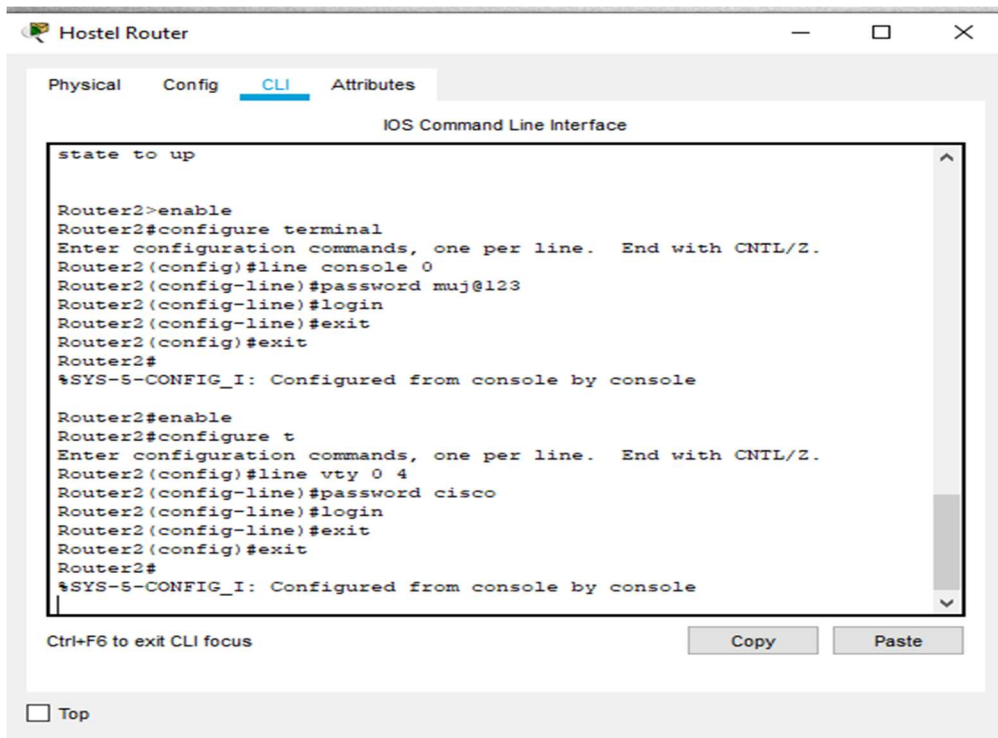 Hostel Router
Physical Config CLI Attributes
IOS Command Line Interface
state to up
Router2>enable
Router2#configure terminal
Enter configuration commands, one per line.  End with CNTL/Z.
Router2(config)#line console 0
Router2(config-line)#password muj@123
Router2(config-line)#login
Router2(config-line)#exit
Router2(config)#exit
Router2#
%SYS-5-CONFIG_I: Configured from console by console
Router2#enable
Router2#configure t
Enter configuration commands, one per line.  End with CNTL/Z.
Router2(config)#line vty 0 4
Router2(config-line)#password cisco
Router2(config-line)#login
Router2(config-line)#exit
Router2(config)#exit
Router2#
%SYS-5-CONFIG_I: Configured from console by console
Ctrl+F6 to exit CLI focus Copy Paste
Top